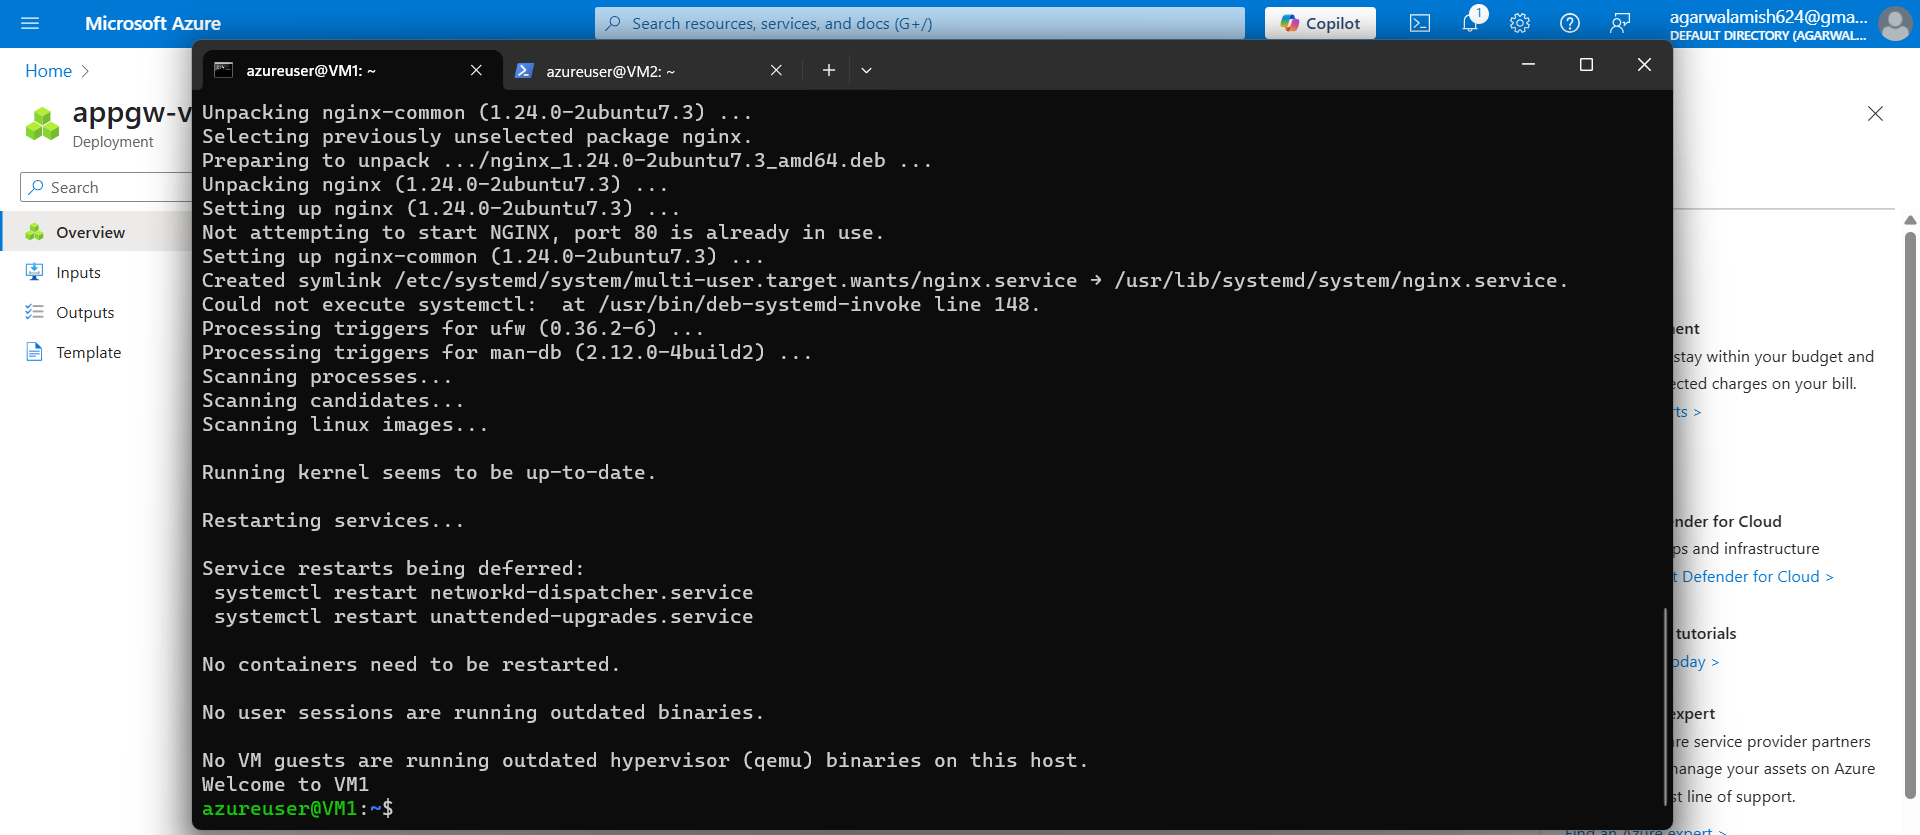 Microsoft Azure
Search resources, services, and docs (G+/)
Copilot
1
agarwalamish624@gma...
DEFAULT DIRECTORY (AGARWAL...
Home
appgw-v
Deployment
Search
Overview
Inputs
Outputs
Template
azureuser@VM1: ~
azureuser@VM2: ~
Unpacking nginx-common (1.24.0-2ubuntu7.3) ...
Selecting previously unselected package nginx.
Preparing to unpack .../nginx_1.24.0-2ubuntu7.3_amd64.deb ...
Unpacking nginx (1.24.0-2ubuntu7.3) ...
Setting up nginx (1.24.0-2ubuntu7.3) ...
Not attempting to start NGINX, port 80 is already in use.
Setting up nginx-common (1.24.0-2ubuntu7.3) ...
Created symlink /etc/systemd/system/multi-user.target.wants/nginx.service → /usr/lib/systemd/system/nginx.service.
Could not execute systemctl:  at /usr/bin/deb-systemd-invoke line 148.
Processing triggers for ufw (0.36.2-6) ...
Processing triggers for man-db (2.12.0-4build2) ...
Scanning processes...
Scanning candidates...
Scanning linux images...
Running kernel seems to be up-to-date.
Restarting services...
Service restarts being deferred:
systemctl restart networkd-dispatcher.service
systemctl restart unattended-upgrades.service
No containers need to be restarted.
No user sessions are running outdated binaries.
No VM guests are running outdated hypervisor (qemu) binaries on this host.
Welcome to VM1
azureuser@VM1:~$
stay within your budget and
charges on your bill.
>
for Cloud
and infrastructure
Defender for Cloud >
tutorials
>
service provider partners
your assets on Azure
line of support.
Find an Azure expert >